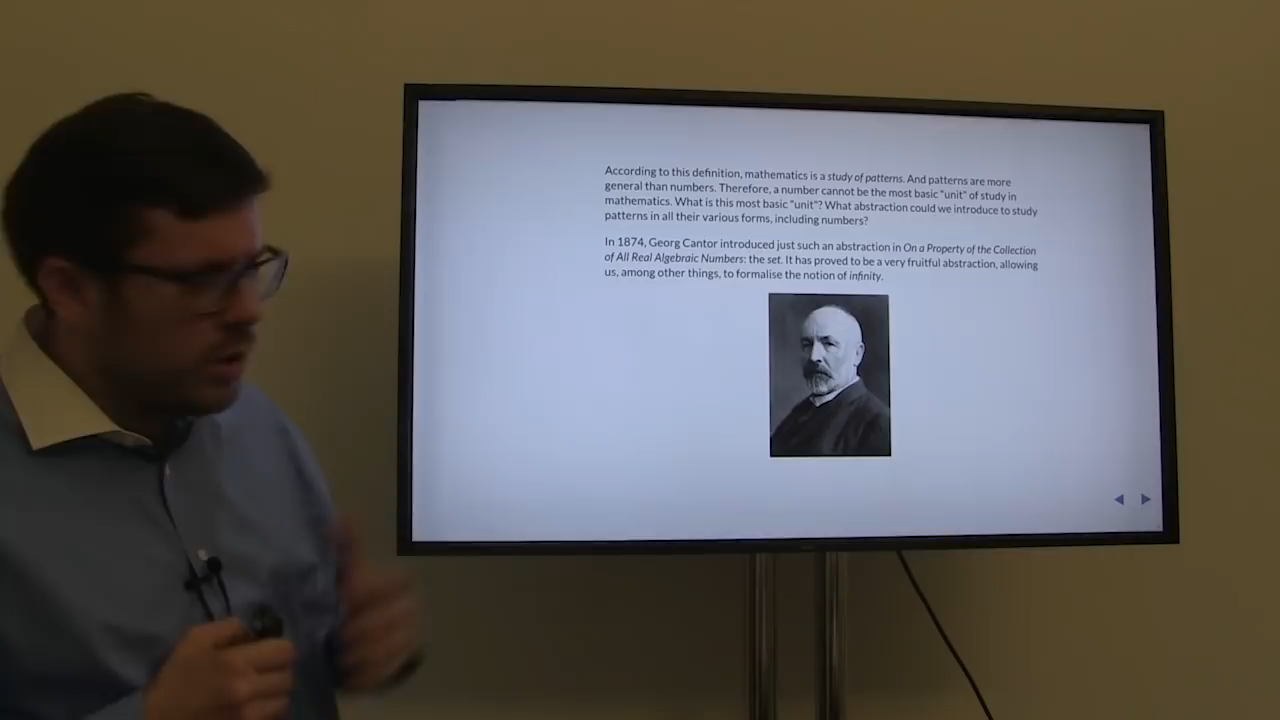 According to this definition, mathematics is a study of patterns. And patterns are more
general than numbers. Therefore, a number cannot be the most basic "unit" of study in
mathematics. What is this most basic "unit"? What abstraction could we introduce to study
patterns in all their various forms, including numbers?
In 1874, Georg Cantor introduced just such an abstraction in On a Property of the Collection
of All Real Algebraic Numbers: the set. It has proved to be a very fruitful abstraction, allowing
us, among other things, to formalise the notion of infinity.